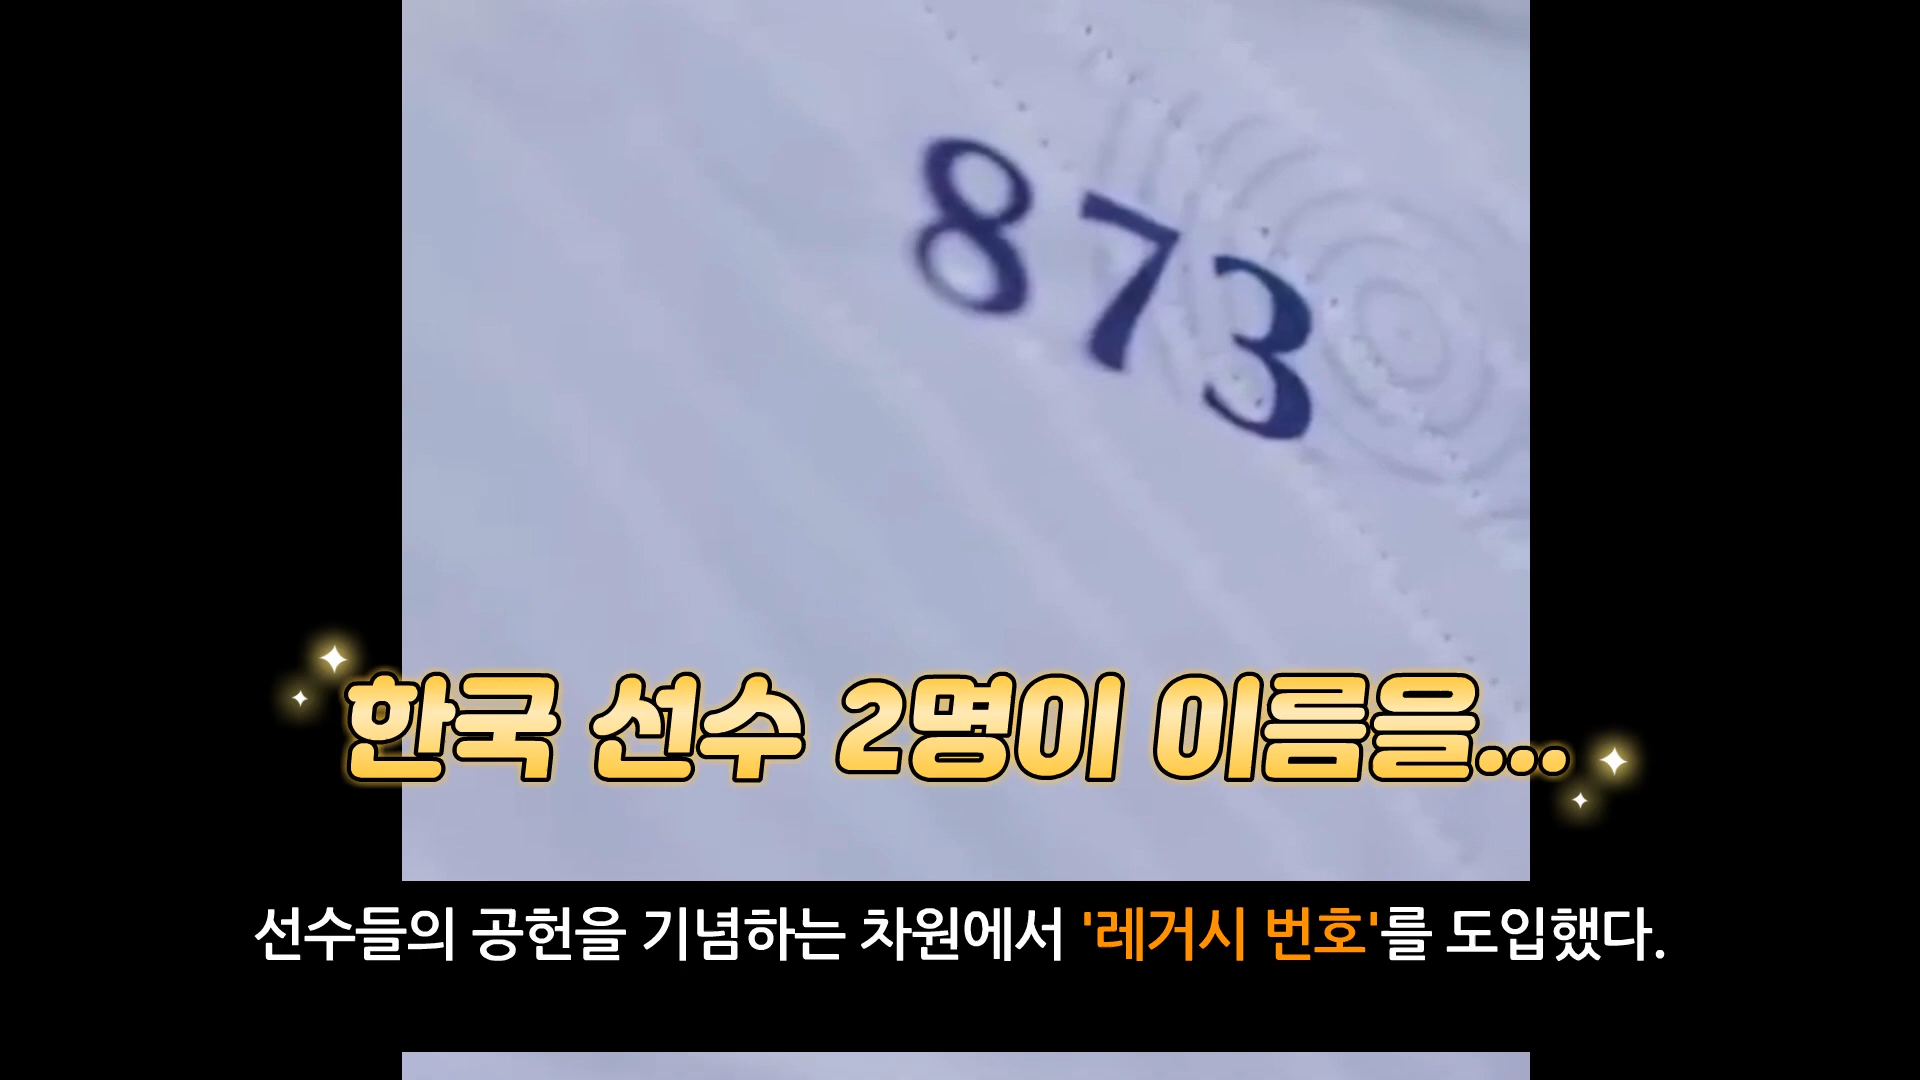 873
한국 선수 2명이 이름을...
선수들의 공헌을 기념하는 차원에서 '레거시 번호'를 도입했다.